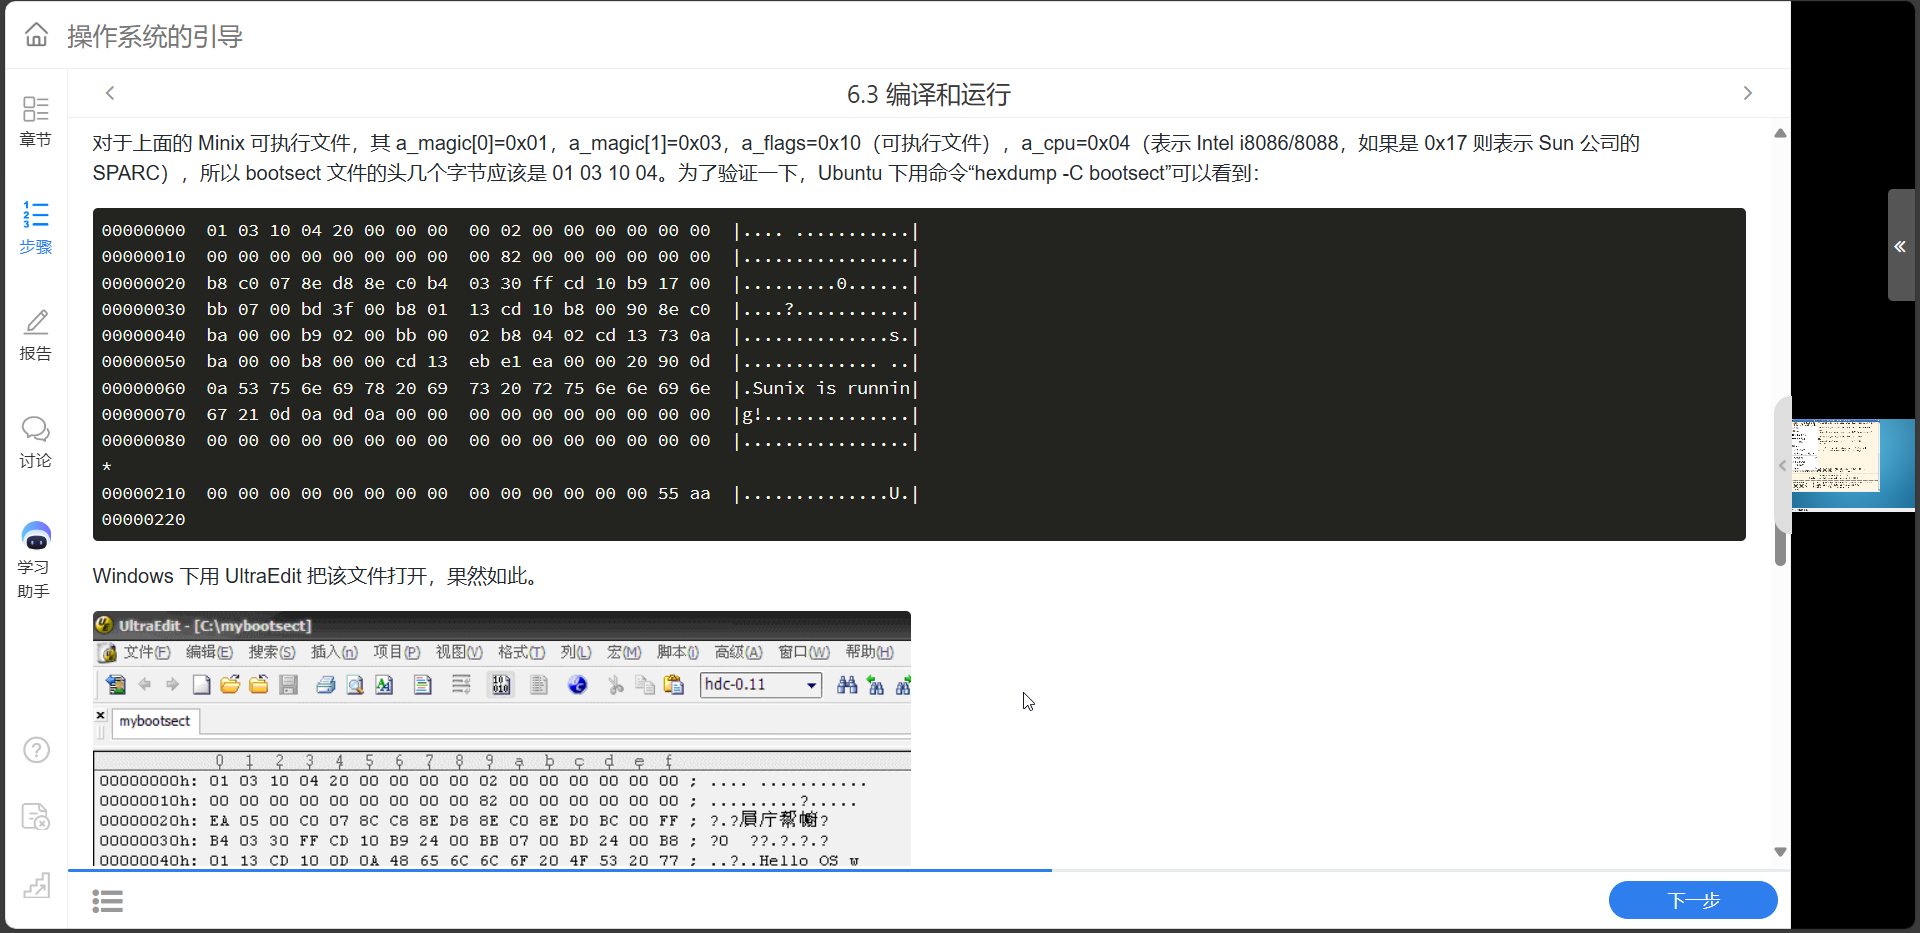 操作系统的引导
章节
步骤
报告
讨论
学习
助手
6.3 编译和运行
对于上面的 Minix 可执行文件，其 a_magic[0]=0x01，a_magic[1]=0x03，a_flags=0x10（可执行文件），a_cpu=0x04（表示 Intel i8086/8088，如果是 0x17 则表示 Sun 公司的
SPARC），所以 bootsect 文件的头几个字节应该是 01 03 10 04。为了验证一下，Ubuntu 下用命令“hexdump -C bootsect”可以看到：
00000000  01 03 10 04 20 00 00 00  00 02 00 00 00 00 00 00  |.... ...........|
00000010  00 00 00 00 00 00 00 00  00 82 00 00 00 00 00 00  |................|
00000020  b8 c0 07 8e d8 8e c0 b4  03 30 ff cd 10 b9 17 00  |.........0......|
00000030  bb 07 00 bd 3f 00 b8 01  13 cd 10 b8 00 90 8e c0  |....?...........|
00000040  ba 00 00 b9 02 00 bb 00  02 b8 04 02 cd 13 73 0a  |..............s.|
00000050  ba 00 00 b8 00 00 cd 13  eb e1 ea 00 00 20 90 0d  |............. ..|
00000060  0a 53 75 6e 69 78 20 69  73 20 72 75 6e 6e 69 6e  |.Sunix is runnin|
00000070  67 21 0d 0a 0d 0a 00 00  00 00 00 00 00 00 00 00  |g!..............|
00000080  00 00 00 00 00 00 00 00  00 00 00 00 00 00 00 00  |................|
*
00000210  00 00 00 00 00 00 00 00  00 00 00 00 00 00 55 aa  |..............U.|
00000220
Windows 下用 UltraEdit 把该文件打开，果然如此。
UltraEdit - [C:\mybootsect]
文件(F) 编辑(E) 搜索(S) 插入(n) 项目(P) 视图(V) 格式(T) 列(L) 宏(M) 脚本(i) 高级(A) 窗口(W) 帮助(H)
hdc-0.11
mybootsect
0 1 2 3 4 5 6 7 8 9 a b c d e f
00000000h: 01 03 10 04 20 00 00 00 00 02 00 00 00 00 00 00 ; .... ...........
00000010h: 00 00 00 00 00 00 00 00 00 82 00 00 00 00 00 00 ; .........?.....
00000020h: EA 05 00 C0 07 8C C8 8E D8 8E C0 8E D0 BC 00 FF ;
00000030h: B4 03 30 FF CD 10 B9 24 00 BB 07 00 BD 24 00 B8 ; ?0 ??.?.?.?
00000040h: 01 13 CD 10 0D 0A 48 65 6C 6C 6F 20 4F 53 20 77 ; ..?..Hello OS w
下一步